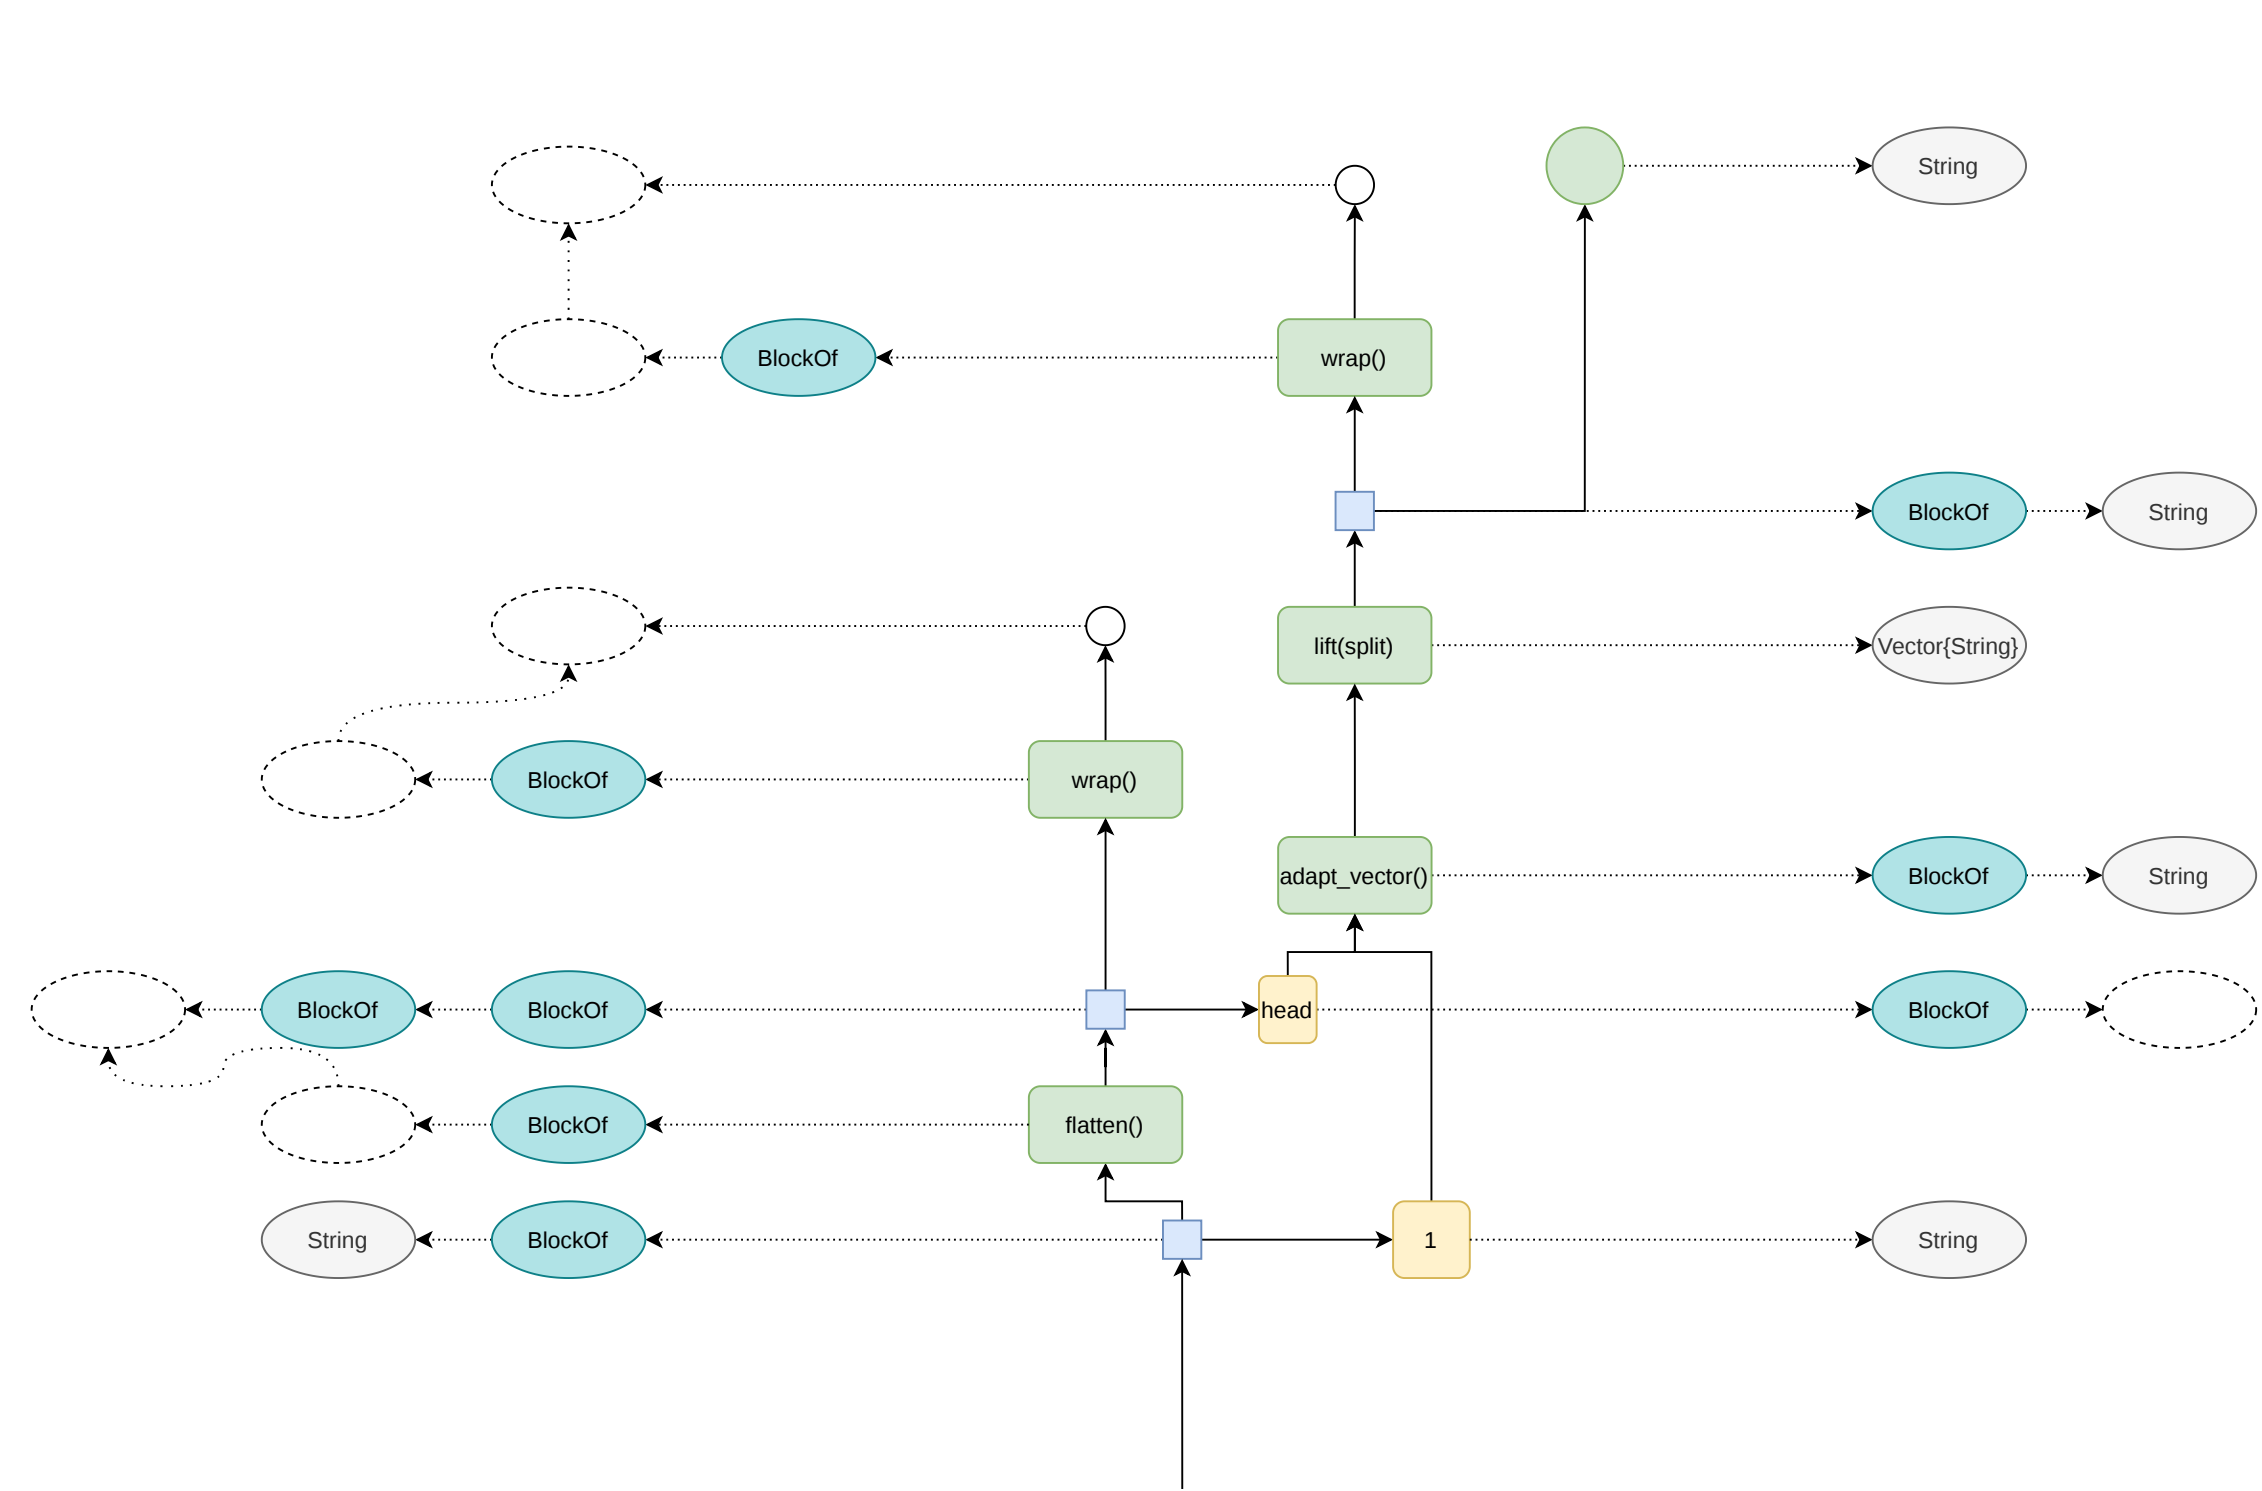 String
BlockOf
wrap()
BlockOf
String
lift(split)
Vector{String}
BlockOf
wrap()
adapt_vector()
BlockOf
String
BlockOf
BlockOf
head
BlockOf
BlockOf
flatten()
String
BlockOf
1
String